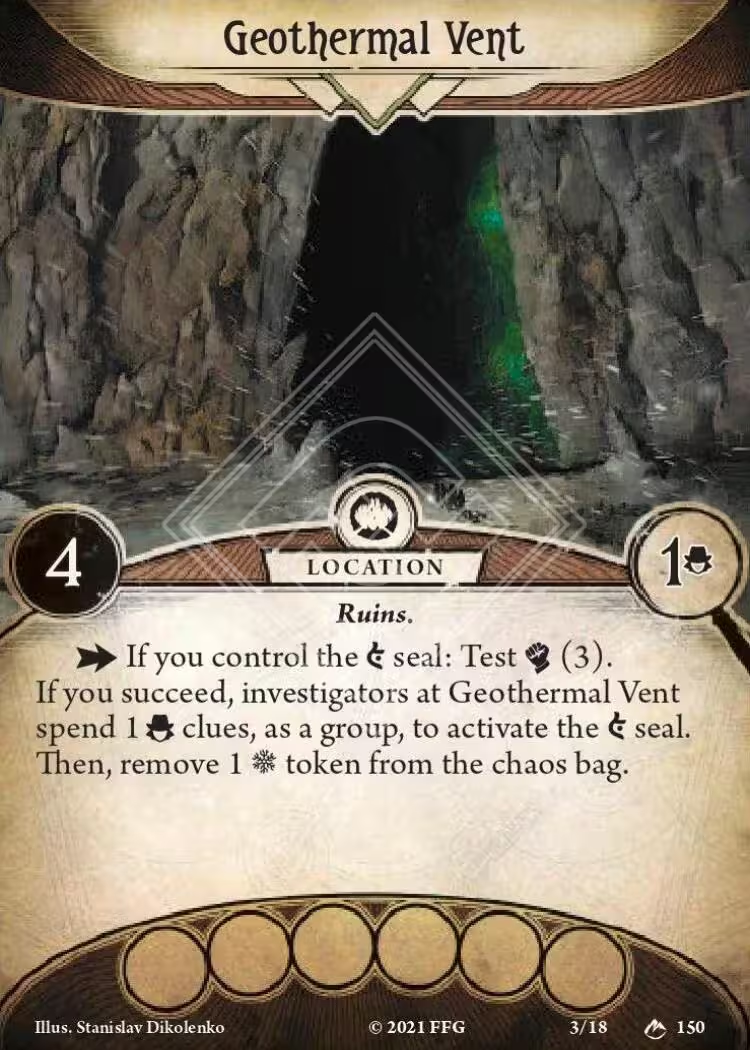 Geothermal Vent
4
LOCATION
1
Ruins.
If you control the seal: Test (3).
If you succeed, investigators at Geothermal Vent
spend 1 clues, as a group, to activate the seal.
Then, remove 1 token from the chaos bag.
Illus. Stanislav Dikolenko © 2021 FFG 3/18 150